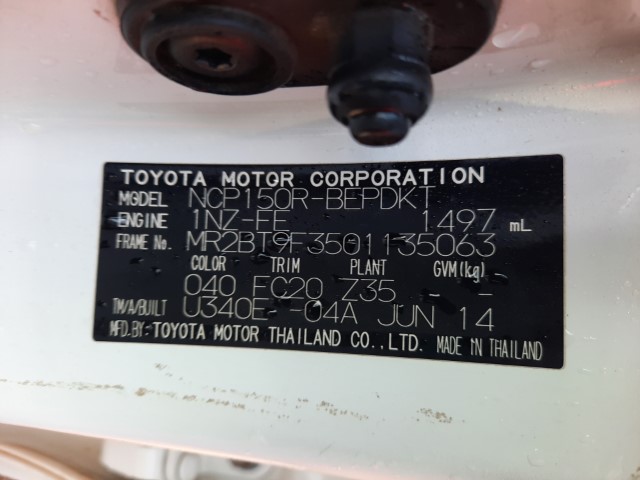 TOYOTA MOTOR CORPORATION
MODEL NCP150R-BEPDKT
ENGINE 1NZ-FE 1497 mL
FRAME No. MR2BT9F3501135063
COLOR TRIM PLANT GVM(kg)
040 FC20 Z35 - -
TM/A/BUILT U340E -04A JUN 14
MFD.BY:TOYOTA MOTOR THAILAND CO.,LTD. MADE IN THAILAND